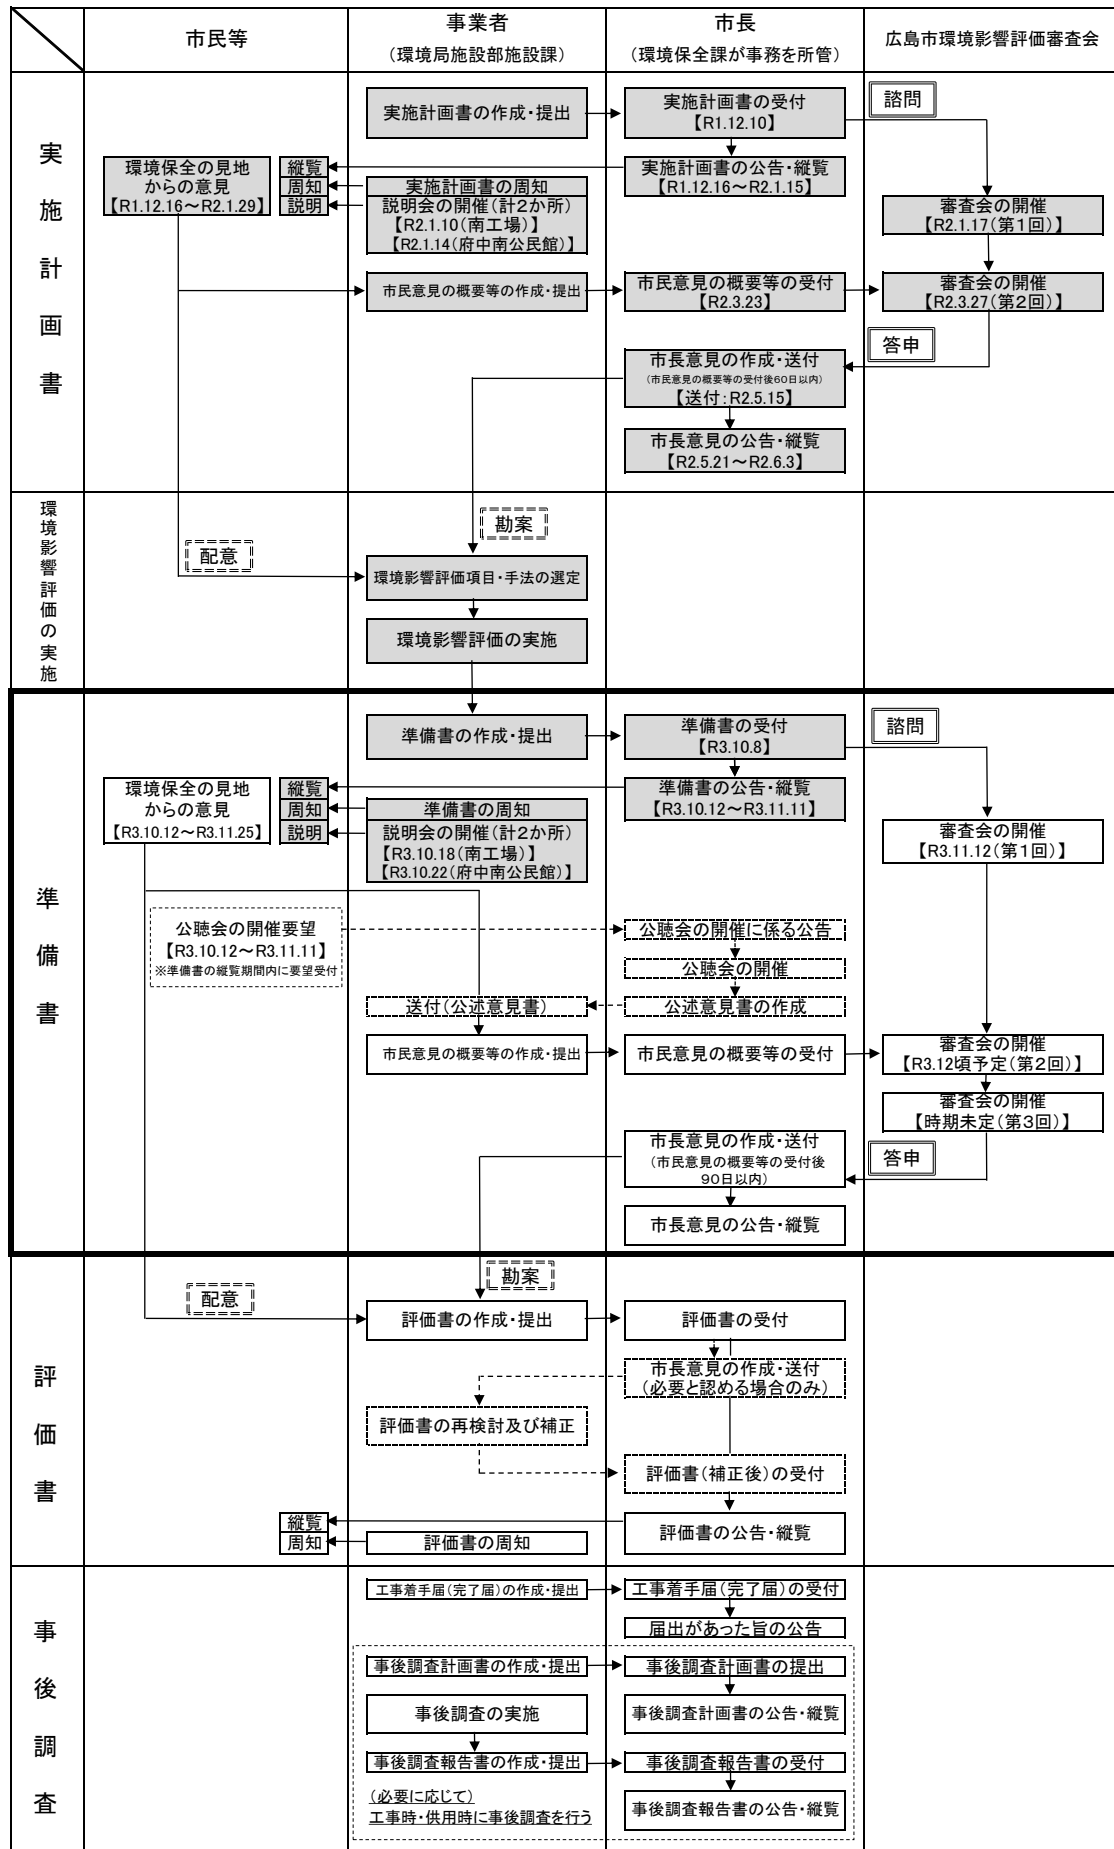 市民等
事業者
(環境局施設部施設課)
市長
(環境保全課が事務を所管)
広島市環境影響評価審査会
実施計画書
実施計画書の作成・提出
実施計画書の受付
【R1.12.10】
諮問
環境保全の見地
からの意見
【R1.12.16～R2.1.29】
縦覧
周知
説明
実施計画書の周知
説明会の開催(計2か所)
【R2.1.10(南工場)】
【R2.1.14(府中南公民館)】
実施計画書の公告・縦覧
【R1.12.16～R2.1.15】
審査会の開催
【R2.1.17(第1回)】
市民意見の概要等の作成・提出
市民意見の概要等の受付
【R2.3.23】
審査会の開催
【R2.3.27(第2回)】
答申
市長意見の作成・送付
(市民意見の概要等の受付後60日以内)
【送付:R2.5.15】
市長意見の公告・縦覧
【R2.5.21～R2.6.3】
環境影響評価の実施
勘案
配意
環境影響評価項目・手法の選定
環境影響評価の実施
準備書
準備書の作成・提出
準備書の受付
【R3.10.8】
諮問
環境保全の見地
からの意見
【R3.10.12～R3.11.25】
縦覧
周知
説明
準備書の周知
説明会の開催(計2か所)
【R3.10.18(南工場)】
【R3.10.22(府中南公民館)】
準備書の公告・縦覧
【R3.10.12～R3.11.11】
審査会の開催
【R3.11.12(第1回)】
公聴会の開催要望
【R3.10.12～R3.11.11】
※準備書の縦覧期間内に要望受付
公聴会の開催に係る公告
公聴会の開催
送付(公述意見書)
公述意見書の作成
市民意見の概要等の作成・提出
市民意見の概要等の受付
審査会の開催
【R3.12頃予定(第2回)】
審査会の開催
【時期未定(第3回)】
答申
市長意見の作成・送付
(市民意見の概要等の受付後
90日以内)
市長意見の公告・縦覧
評価書
勘案
配意
評価書の作成・提出
評価書の受付
市長意見の作成・送付
(必要と認める場合のみ)
評価書の再検討及び補正
評価書(補正後)の受付
縦覧
周知
評価書の周知
評価書の公告・縦覧
事後調査
工事着手届(完了届)の作成・提出
工事着手届(完了届)の受付
届出があった旨の公告
事後調査計画書の作成・提出
事後調査計画書の提出
事後調査の実施
事後調査計画書の公告・縦覧
事後調査報告書の作成・提出
事後調査報告書の受付
(必要に応じて)
工事時・供用時に事後調査を行う
事後調査報告書の公告・縦覧